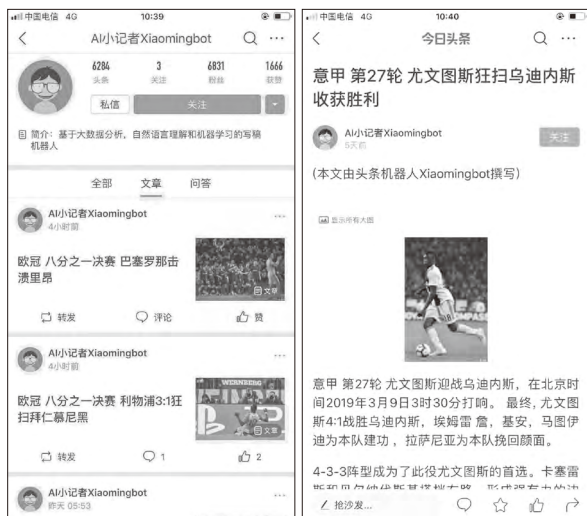 中国电信 4G 10:39
AI小记者Xiaomingbot
6284 3 6831 1666
头条 关注 粉丝 获赞
私信 关注
简介：基于大数据分析，自然语言理解和机器学习的写稿
机器人
全部 文章 问答
AI小记者Xiaomingbot
4小时前
欧冠 八分之一决赛 巴塞罗那击
溃里昂
文章
转发 评论 赞
AI小记者Xiaomingbot
4小时前
欧冠 八分之一决赛 利物浦3:1狂
扫拜仁慕尼黑
文章
转发 1 2
AI小记者Xiaomingbot
昨天 05:53
中国电信 4G 10:40
今日头条
意甲 第27轮 尤文图斯狂扫乌迪内斯
收获胜利
AI小记者Xiaomingbot
5天前
关注
(本文由头条机器人Xiaomingbot撰写)
显示所有大图
意甲 第27轮 尤文图斯迎战乌迪内斯，在北京时
间2019年3月9日3时30分打响。 最终, 尤文图
斯4:1战胜乌迪内斯，埃姆雷 詹，基安，马图伊
迪为本队建功 ，拉萨尼亚为本队挽回颜面。
4-3-3阵型成为了此役尤文图斯的首选。卡塞雷
抢沙发...